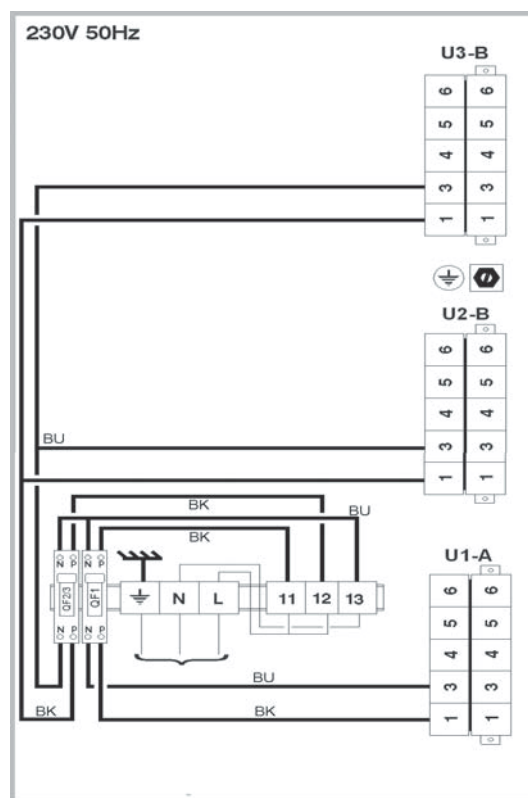 230V 50Hz
U3-B
6 6
5 5
4 4
3 3
1 1
U2-B
6 6
5 5
4 4
3 3
1 1
BU
BK
BU
BK
N P N P
QF2/3 QF1
N L 11 12 13
N P N P
U1-A
6 6
5 5
4 4
3 3
1 1
BU
BK
BK